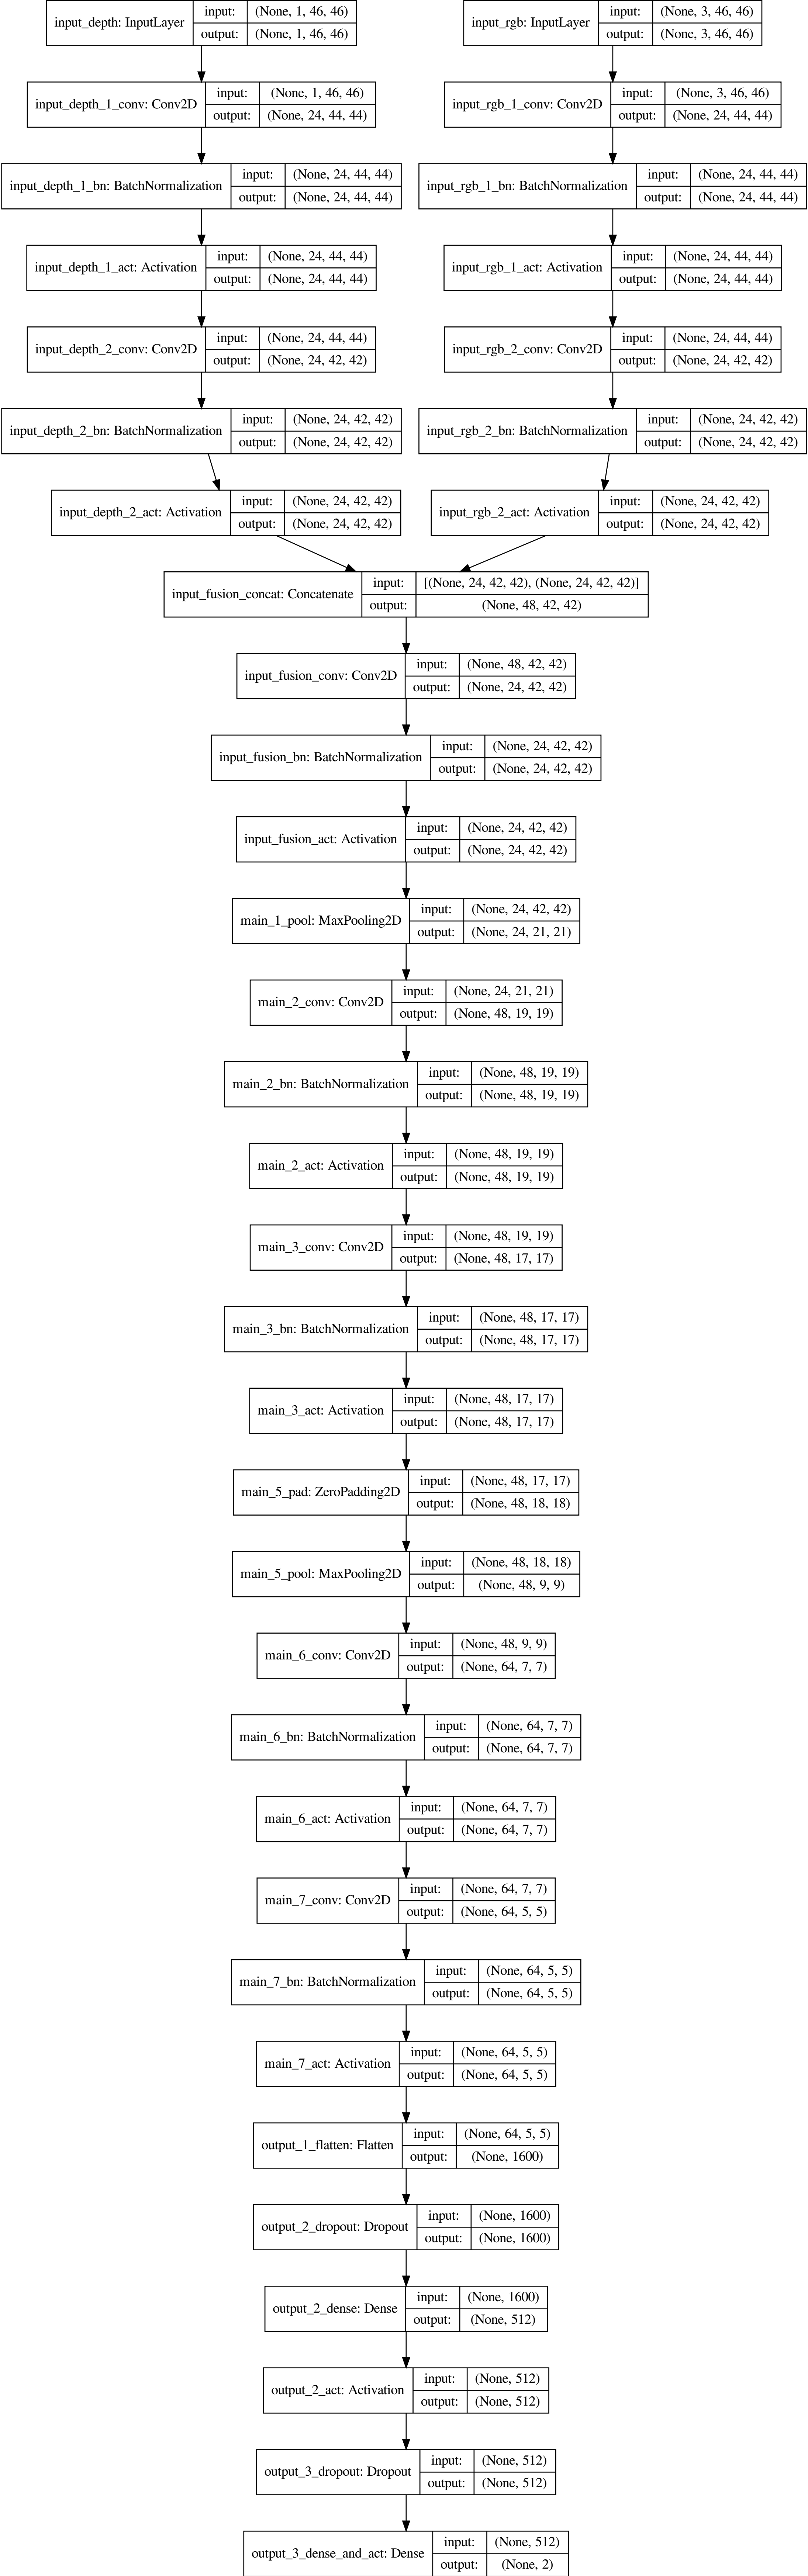 input_depth: InputLayer
input: (None, 1, 46, 46)
output: (None, 1, 46, 46)
input_rgb: InputLayer
input: (None, 3, 46, 46)
output: (None, 3, 46, 46)
input_depth_1_conv: Conv2D
input: (None, 1, 46, 46)
output: (None, 24, 44, 44)
input_rgb_1_conv: Conv2D
input: (None, 3, 46, 46)
output: (None, 24, 44, 44)
input_depth_1_bn: BatchNormalization
input: (None, 24, 44, 44)
output: (None, 24, 44, 44)
input_rgb_1_bn: BatchNormalization
input: (None, 24, 44, 44)
output: (None, 24, 44, 44)
input_depth_1_act: Activation
input: (None, 24, 44, 44)
output: (None, 24, 44, 44)
input_rgb_1_act: Activation
input: (None, 24, 44, 44)
output: (None, 24, 44, 44)
input_depth_2_conv: Conv2D
input: (None, 24, 44, 44)
output: (None, 24, 42, 42)
input_rgb_2_conv: Conv2D
input: (None, 24, 44, 44)
output: (None, 24, 42, 42)
input_depth_2_bn: BatchNormalization
input: (None, 24, 42, 42)
output: (None, 24, 42, 42)
input_rgb_2_bn: BatchNormalization
input: (None, 24, 42, 42)
output: (None, 24, 42, 42)
input_depth_2_act: Activation
input: (None, 24, 42, 42)
output: (None, 24, 42, 42)
input_rgb_2_act: Activation
input: (None, 24, 42, 42)
output: (None, 24, 42, 42)
input_fusion_concat: Concatenate
input: [(None, 24, 42, 42), (None, 24, 42, 42)]
output: (None, 48, 42, 42)
input_fusion_conv: Conv2D
input: (None, 48, 42, 42)
output: (None, 24, 42, 42)
input_fusion_bn: BatchNormalization
input: (None, 24, 42, 42)
output: (None, 24, 42, 42)
input_fusion_act: Activation
input: (None, 24, 42, 42)
output: (None, 24, 42, 42)
main_1_pool: MaxPooling2D
input: (None, 24, 42, 42)
output: (None, 24, 21, 21)
main_2_conv: Conv2D
input: (None, 24, 21, 21)
output: (None, 48, 19, 19)
main_2_bn: BatchNormalization
input: (None, 48, 19, 19)
output: (None, 48, 19, 19)
main_2_act: Activation
input: (None, 48, 19, 19)
output: (None, 48, 19, 19)
main_3_conv: Conv2D
input: (None, 48, 19, 19)
output: (None, 48, 17, 17)
main_3_bn: BatchNormalization
input: (None, 48, 17, 17)
output: (None, 48, 17, 17)
main_3_act: Activation
input: (None, 48, 17, 17)
output: (None, 48, 17, 17)
main_5_pad: ZeroPadding2D
input: (None, 48, 17, 17)
output: (None, 48, 18, 18)
main_5_pool: MaxPooling2D
input: (None, 48, 18, 18)
output: (None, 48, 9, 9)
main_6_conv: Conv2D
input: (None, 48, 9, 9)
output: (None, 64, 7, 7)
main_6_bn: BatchNormalization
input: (None, 64, 7, 7)
output: (None, 64, 7, 7)
main_6_act: Activation
input: (None, 64, 7, 7)
output: (None, 64, 7, 7)
main_7_conv: Conv2D
input: (None, 64, 7, 7)
output: (None, 64, 5, 5)
main_7_bn: BatchNormalization
input: (None, 64, 5, 5)
output: (None, 64, 5, 5)
main_7_act: Activation
input: (None, 64, 5, 5)
output: (None, 64, 5, 5)
output_1_flatten: Flatten
input: (None, 64, 5, 5)
output: (None, 1600)
output_2_dropout: Dropout
input: (None, 1600)
output: (None, 1600)
output_2_dense: Dense
input: (None, 1600)
output: (None, 512)
output_2_act: Activation
input: (None, 512)
output: (None, 512)
output_3_dropout: Dropout
input: (None, 512)
output: (None, 512)
output_3_dense_and_act: Dense
input: (None, 512)
output: (None, 2)